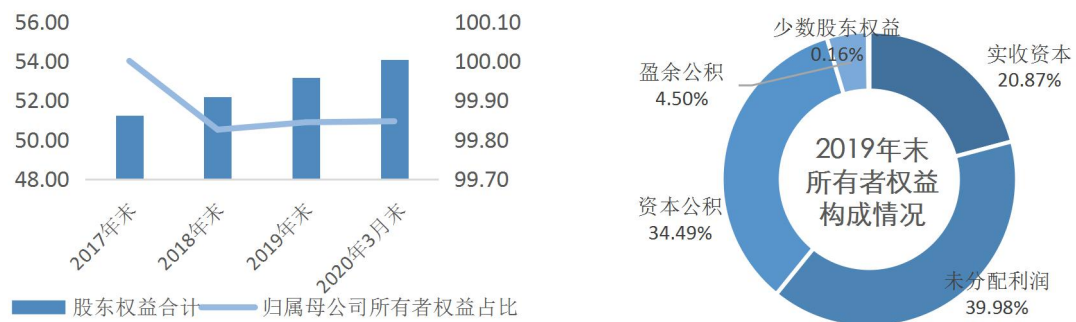 56.00
54.00
52.00
50.00
48.00
100.10
100.00
99.90
99.80
99.70
2017年末
2018年末
2019年末
2020年3月末
股东权益合计
归属母公司所有者权益占比
少数股东权益
0.16%
盈余公积
4.50%
实收资本
20.87%
2019年末
所有者权益
构成情况
资本公积
34.49%
未分配利润
39.98%